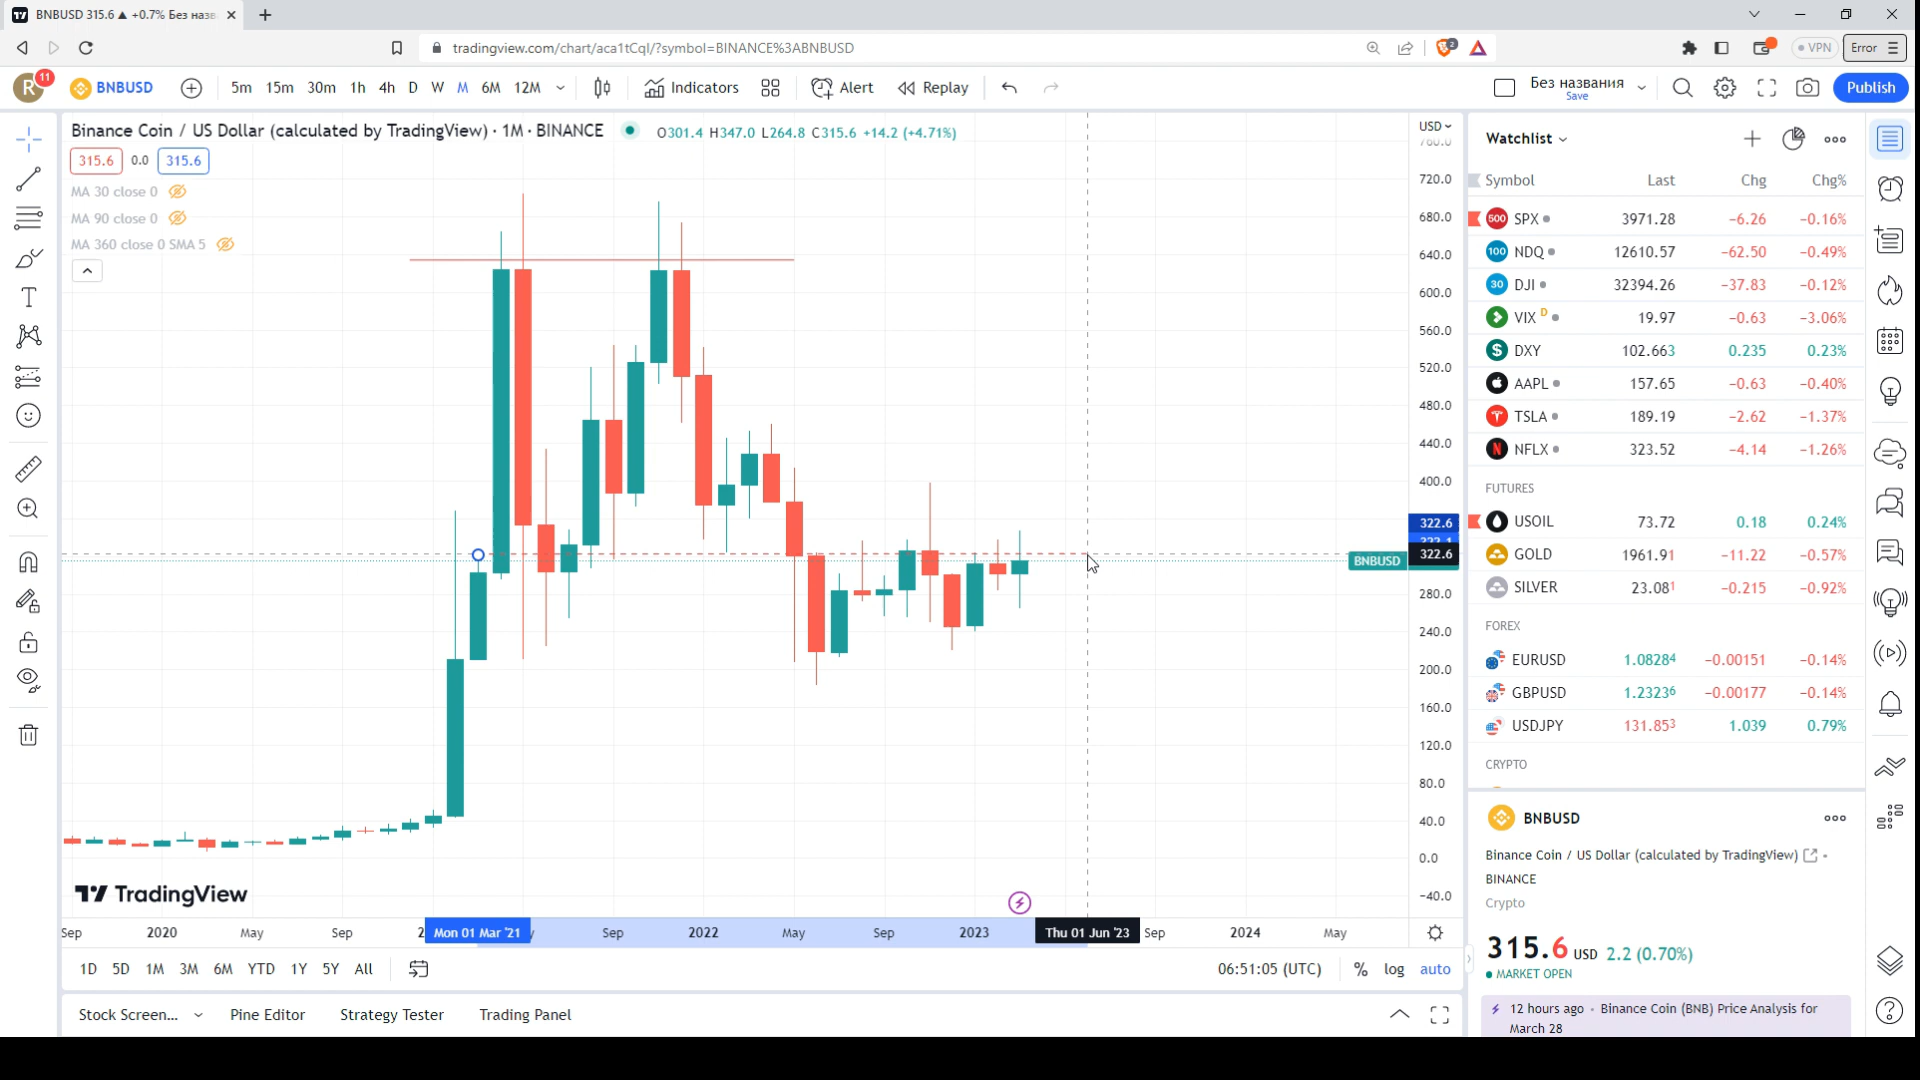 BNBUSD 315.6 ▲ +0.7% Без назв
tradingview.com/chart/aca1tCql/?symbol=BINANCE%3ABNBUSD
2
VPN
Error
R
11
BNBUSD
5m 15m 30m 1h 4h D W M 6M 12M
Indicators
Alert
Replay
Без названия
Save
Publish
Binance Coin / US Dollar (calculated by TradingView) · 1M · BINANCE
O301.4 H347.0 L264.8 C315.6 +14.2 (+4.71%)
315.6 0.0 315.6
MA 30 close 0
MA 90 close 0
MA 360 close 0 SMA 5
USD
760.0
720.0
680.0
640.0
600.0
560.0
520.0
480.0
440.0
400.0
322.6
322.1
322.6
BNBUSD
280.0
240.0
200.0
160.0
120.0
80.0
40.0
0.0
−40.0
TradingView
Sep 2020 May Sep 2 Mon 01 Mar '21 Sep 2022 May Sep 2023 Thu 01 Jun '23 Sep 2024 May
1D 5D 1M 3M 6M YTD 1Y 5Y All
06:51:05 (UTC) % log auto
Stock Screen... Pine Editor Strategy Tester Trading Panel
Watchlist
Symbol Last Chg Chg%
500 SPX 3971.28 −6.26 −0.16%
100 NDQ 12610.57 −62.50 −0.49%
30 DJI 32394.26 −37.83 −0.12%
VIX D 19.97 −0.63 −3.06%
DXY 102.663 0.235 0.23%
AAPL 157.65 −0.63 −0.40%
TSLA 189.19 −2.62 −1.37%
NFLX 323.52 −4.14 −1.26%
FUTURES
USOIL 73.72 0.18 0.24%
GOLD 1961.91 −11.22 −0.57%
SILVER 23.081 −0.215 −0.92%
FOREX
EURUSD 1.08284 −0.00151 −0.14%
GBPUSD 1.23236 −0.00177 −0.14%
USDJPY 131.853 1.039 0.79%
CRYPTO
BNBUSD
Binance Coin / US Dollar (calculated by TradingView)
BINANCE
Crypto
315.6 USD 2.2 (0.70%)
MARKET OPEN
12 hours ago · Binance Coin (BNB) Price Analysis for
March 28